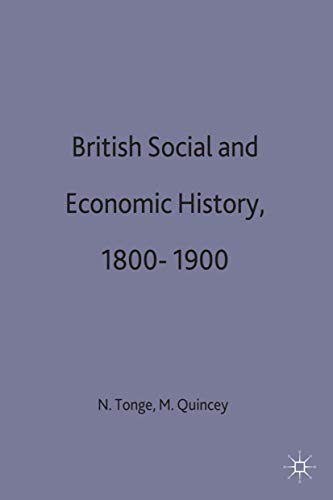 British Social and
Economic History,
1800- 1900
N. Tonge, M. Quincey